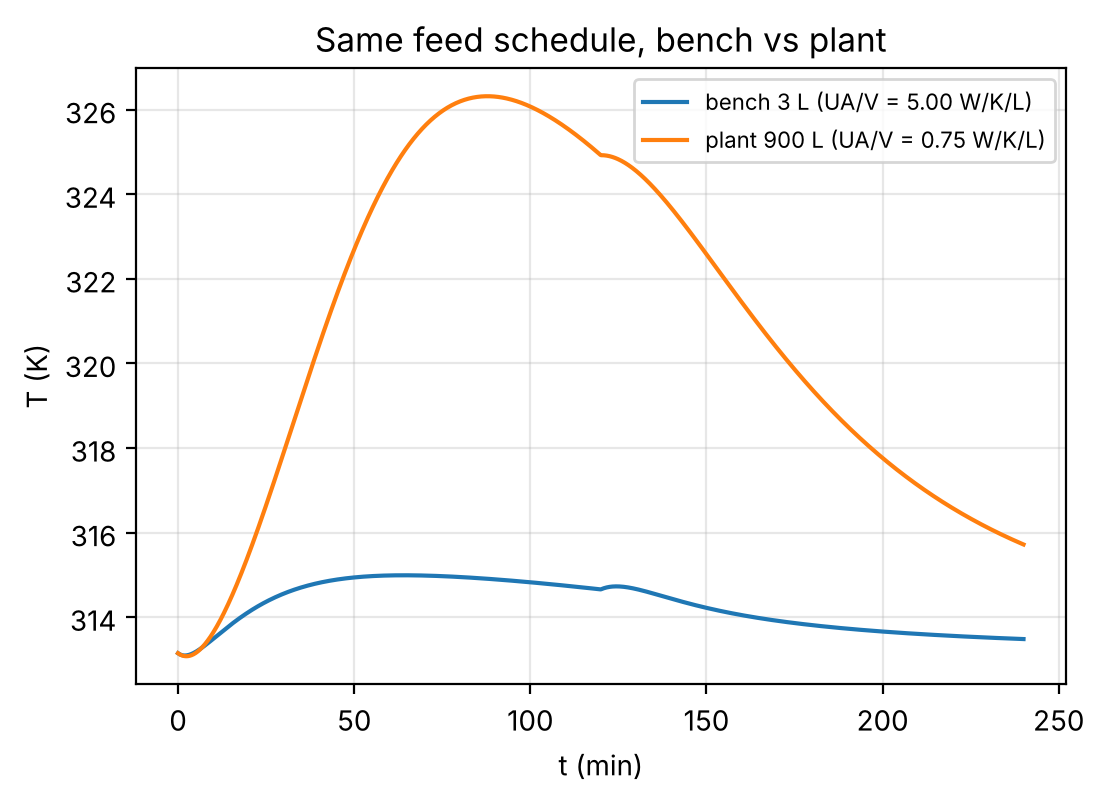 Same feed schedule, bench vs plant
bench 3 L (UA/V = 5.00 W/K/L)
plant 900 L (UA/V = 0.75 W/K/L)
T (K)
326
324
322
320
318
316
314
0
50
100
150
200
250
t (min)